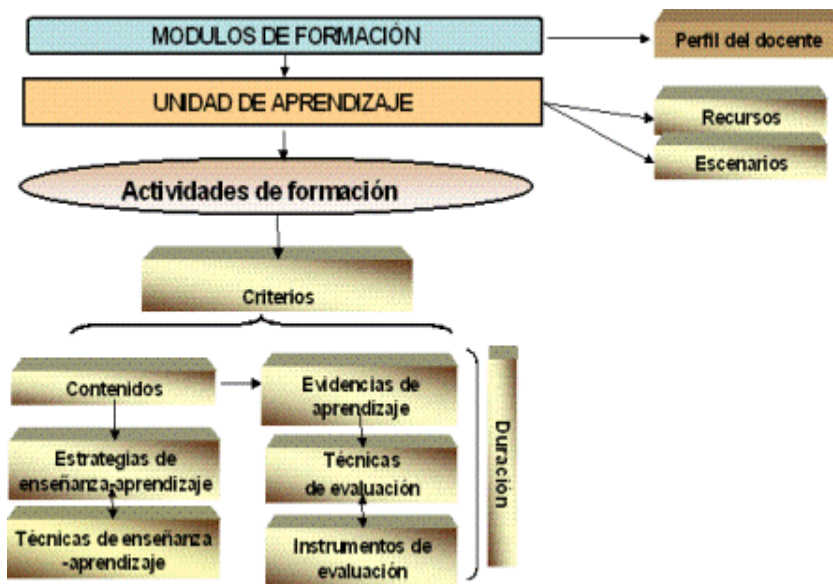 MODULOS DE FORMACIÓN
Perfil del docente
UNIDAD DE APRENDIZAJE
Recursos
Escenarios
Actividades de formación
Criterios
Contenidos
Evidencias de
aprendizaje
Estrategias de
enseñanza-aprendizaje
Técnicas
de evaluación
Técnicas de enseñanza
-aprendizaje
Instrumentos de
evaluación
Duración